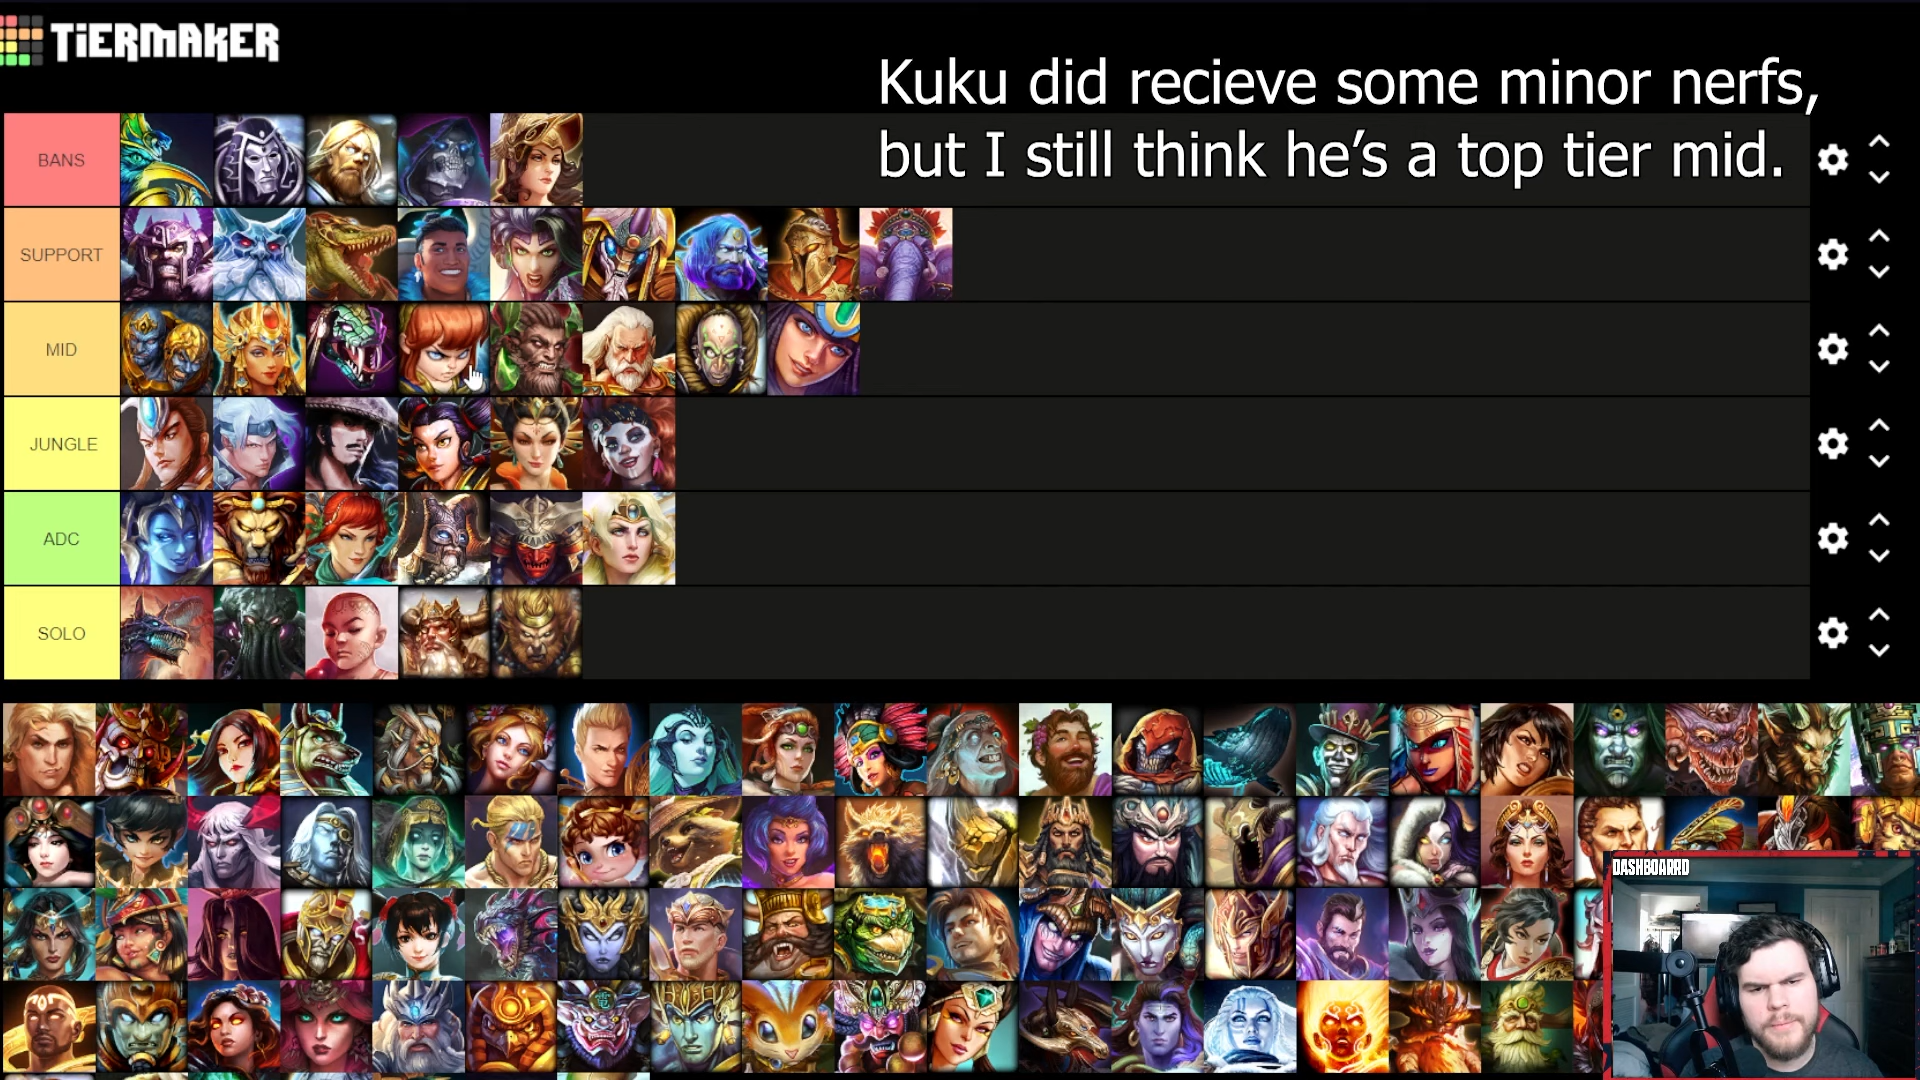 TiERMAKER
Kuku did recieve some minor nerfs,
but I still think he's a top tier mid.
BANS
SUPPORT
MID
JUNGLE
ADC
SOLO
DASHBOARRD